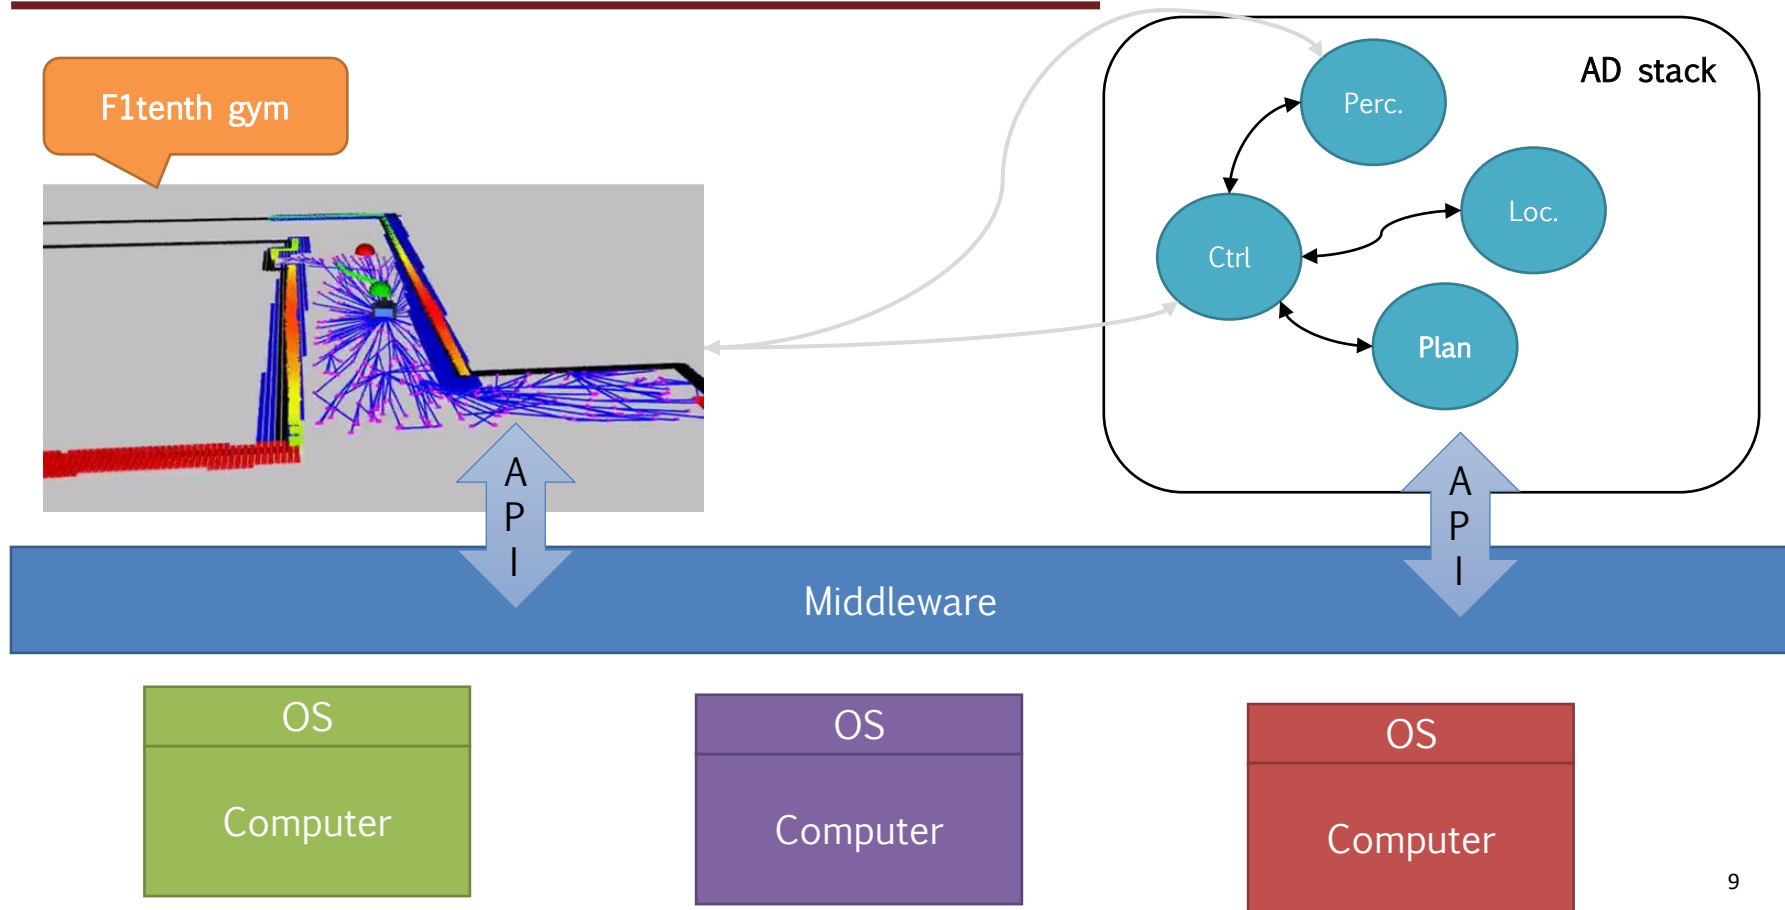 F1tenth gym
AD stack
Perc.
Loc.
Ctrl
Plan
A
P
I
A
P
I
Middleware
OS
Computer
OS
Computer
OS
Computer
9